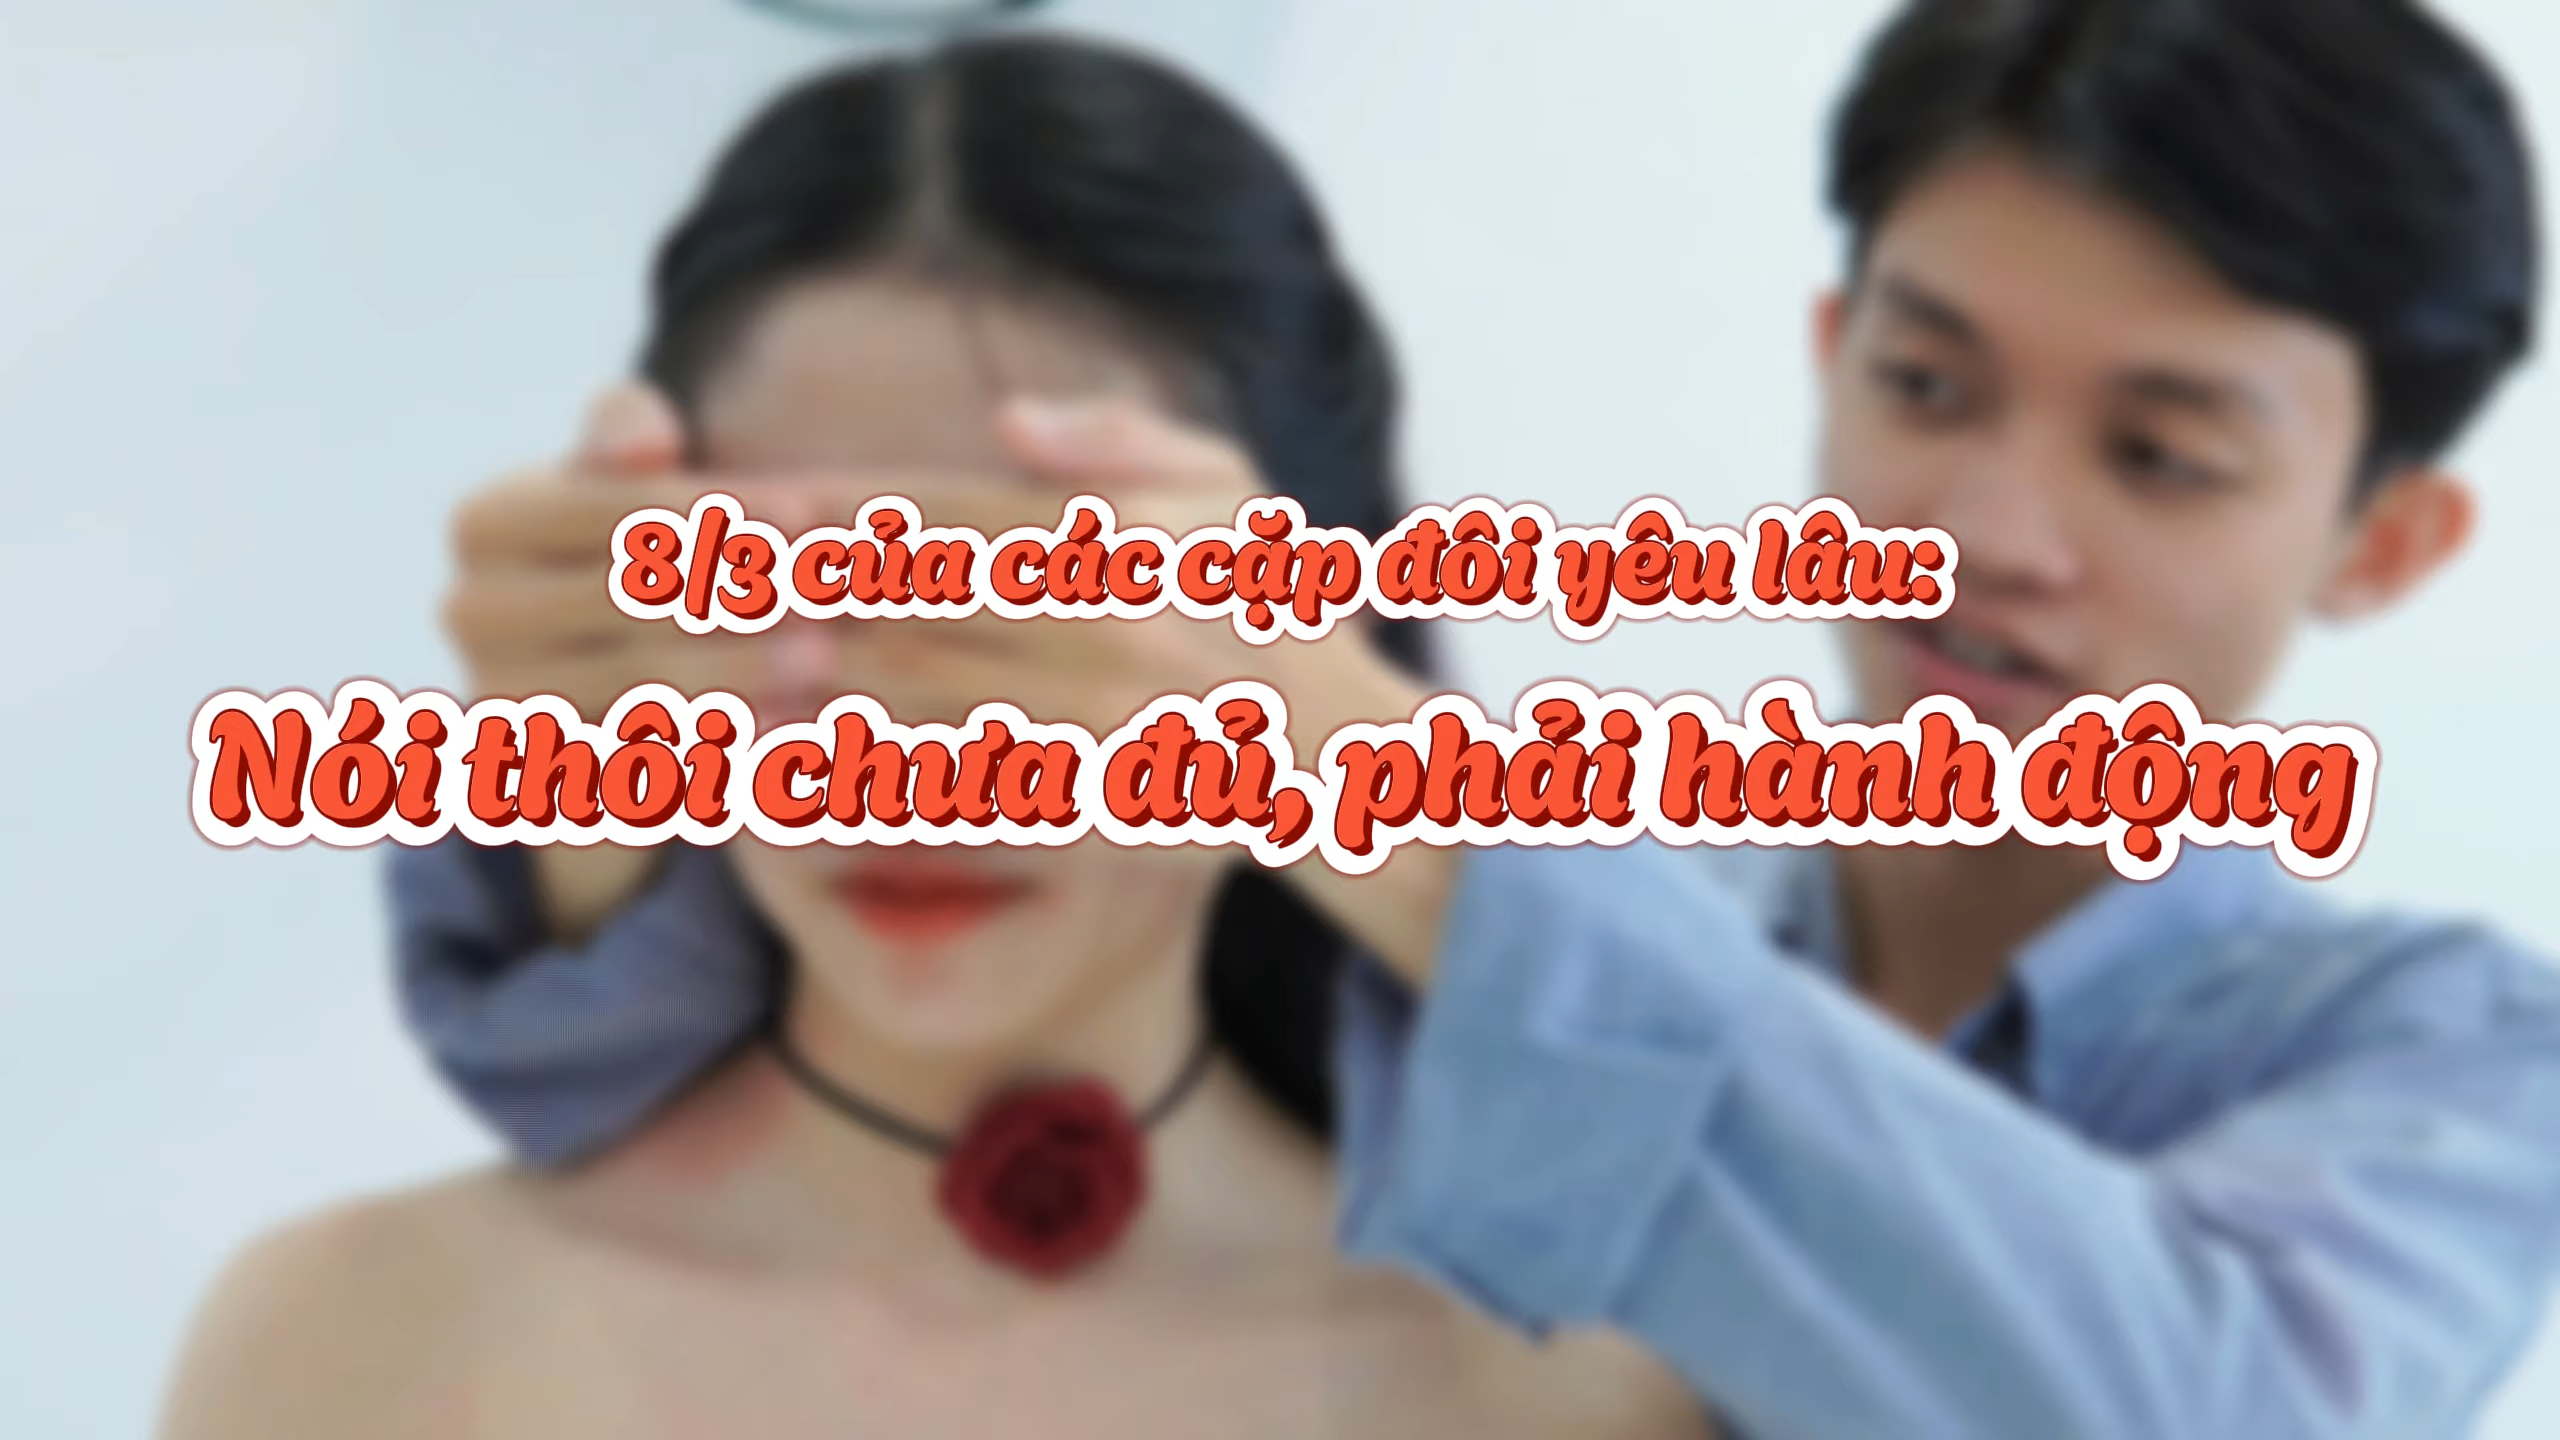 8/3 của các cặp đôi yêu lâu:
Nói thôi chưa đủ, phải hành động